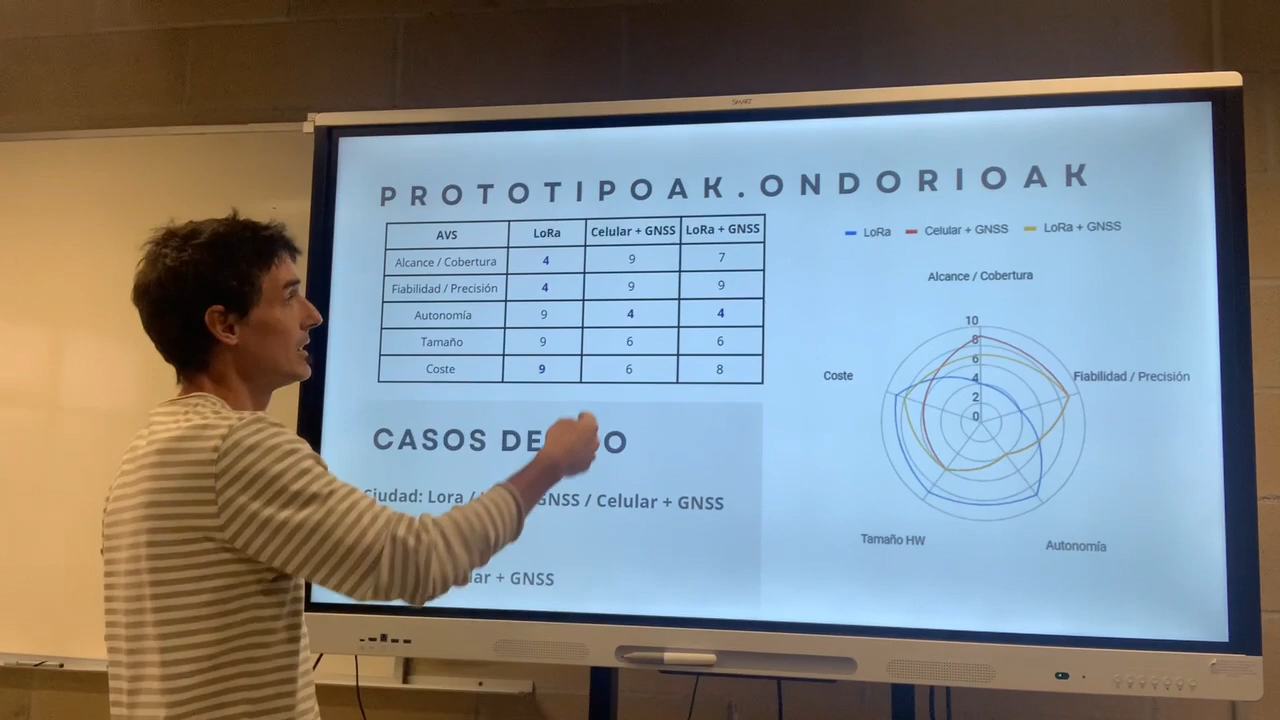 SMART
PROTOTIPOAK.ONDORIOAK
AVS LoRa Celular + GNSS LoRa + GNSS
Alcance / Cobertura 4 9 7
Fiabilidad / Precisión 4 9 9
Autonomía 9 4 4
Tamaño 9 6 6
Coste 9 6 8
LoRa Celular + GNSS LoRa + GNSS
Alcance / Cobertura
10
8
6
4
2
0
Coste
Fiabilidad / Precisión
Tamaño HW
Autonomía
CASOS DE
Ciudad: Lora / GNSS / Celular + GNSS
+ GNSS